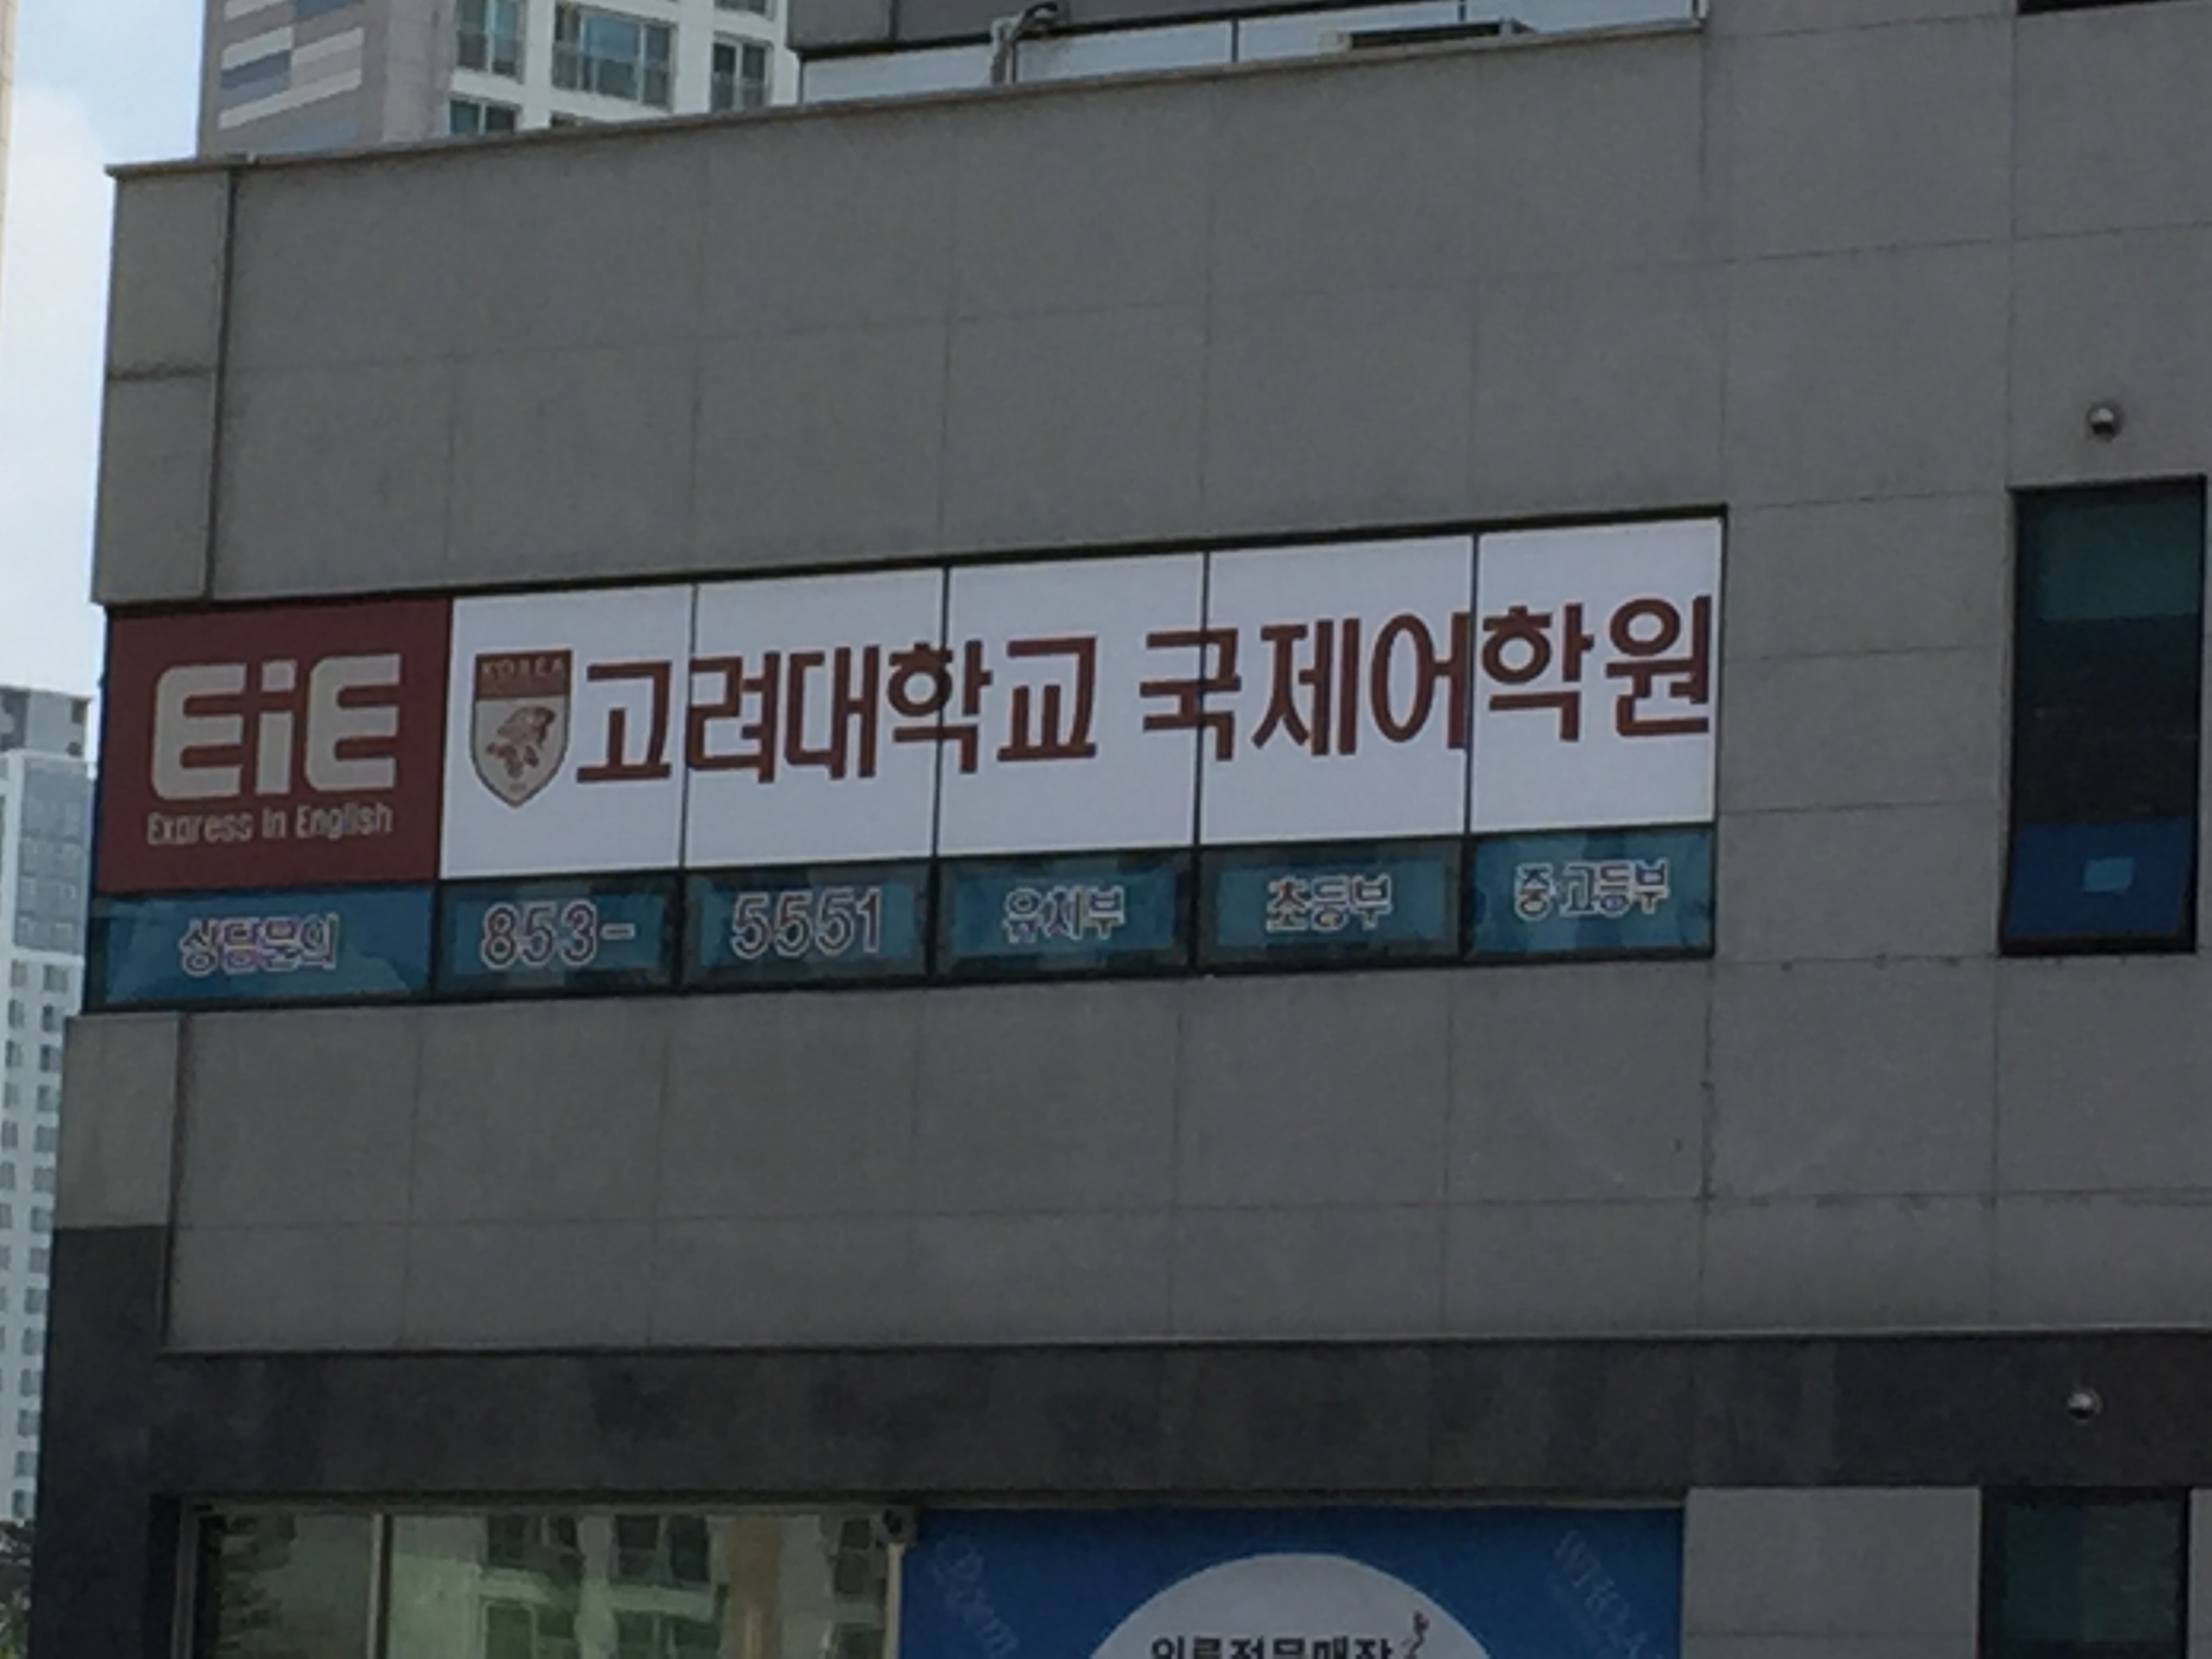 EiE
Express in English
KOREA
고려대학교 국제어학원
상담문의 853-5551 유치부 초등부 중·고등부